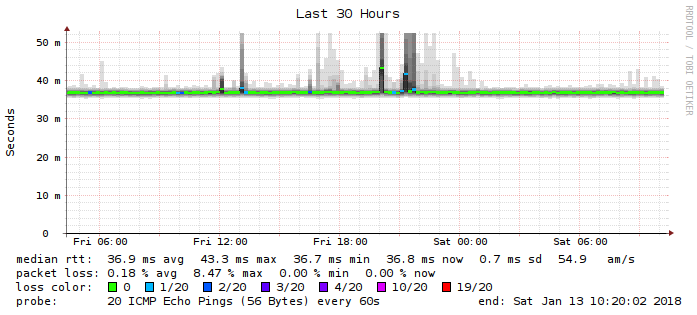 Last 30 Hours
RRDTOOL / TOBI OETIKER
Seconds
50 m
40 m
30 m
20 m
10 m
0
Fri 06:00 Fri 12:00 Fri 18:00 Sat 00:00 Sat 06:00
median rtt: 36.9 ms avg 43.3 ms max 36.7 ms min 36.8 ms now 0.7 ms sd 54.9 am/s
packet loss: 0.18 % avg 8.47 % max 0.00 % min 0.00 % now
loss color: 0 1/20 2/20 3/20 4/20 10/20 19/20
probe: 20 ICMP Echo Pings (56 Bytes) every 60s end: Sat Jan 13 10:20:02 2018